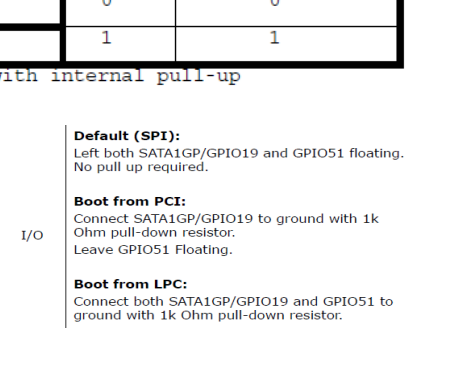 0 0
1 1
with internal pull-up
Default (SPI):
Left both SATA1GP/GPIO19 and GPIO51 floating.
No pull up required.
Boot from PCI:
Connect SATA1GP/GPIO19 to ground with 1k
Ohm pull-down resistor.
Leave GPIO51 Floating.
I/O
Boot from LPC:
Connect both SATA1GP/GPIO19 and GPIO51 to
ground with 1k Ohm pull-down resistor.